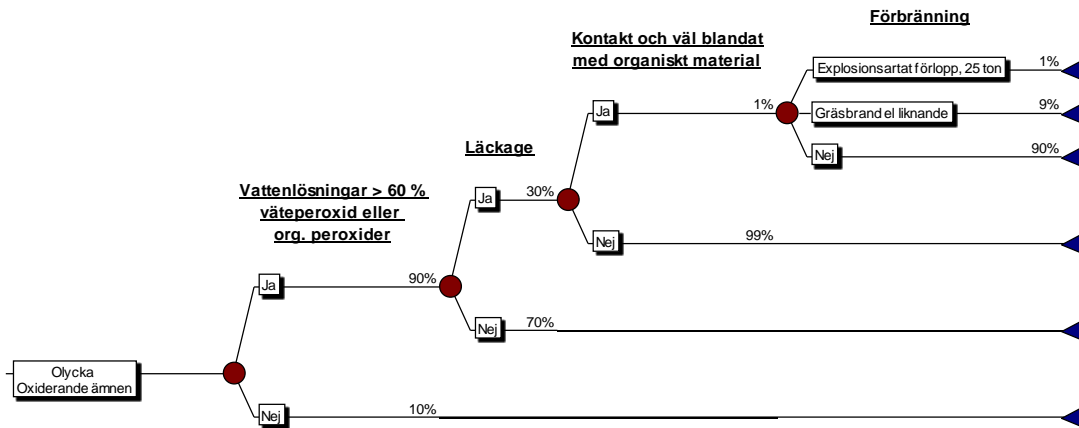 Förbränning
Kontakt och väl blandat
med organiskt material
Explosionsartat förlopp, 25 ton
1%
Ja
1%
Gräsbrand el liknande
9%
Läckage
Nej
90%
Vattenlösningar > 60 %
väteperoxid eller
org. peroxider
Ja
30%
Nej
99%
Ja
90%
Nej
70%
Olycka
Oxiderande ämnen
Nej
10%